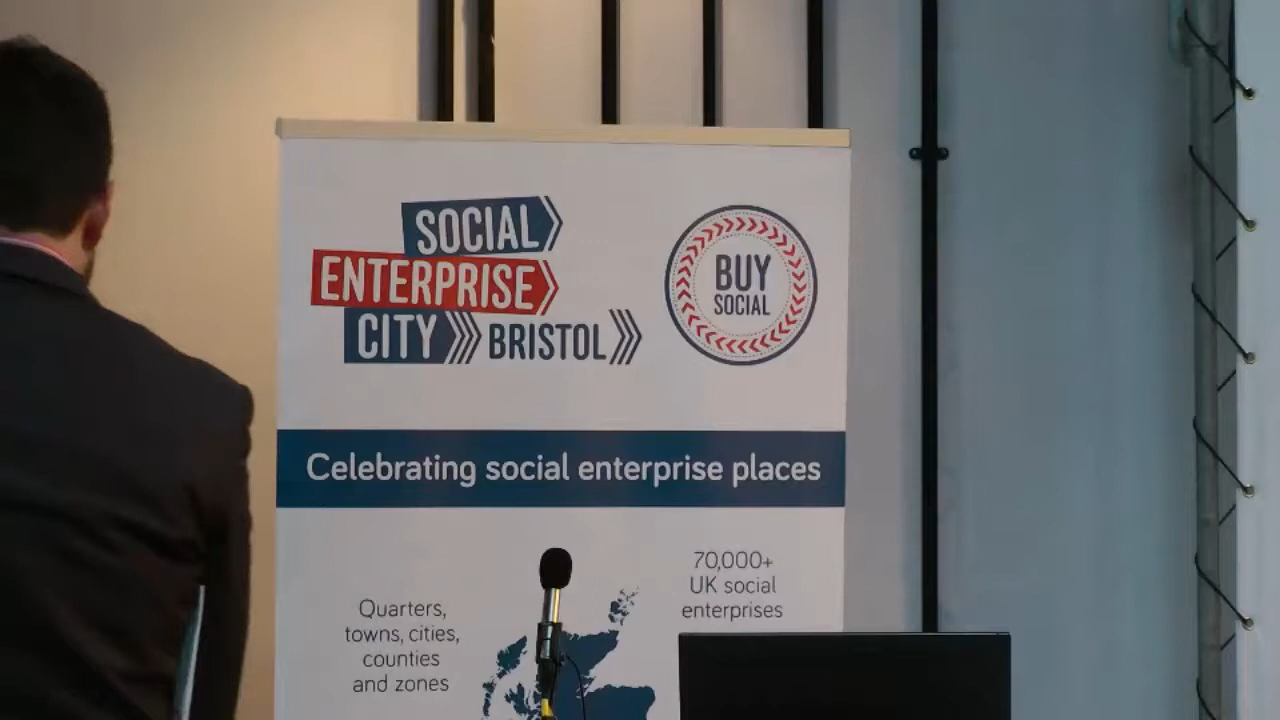 SOCIAL
ENTERPRISE
CITY BRISTOL
BUY
SOCIAL
Celebrating social enterprise places
Quarters,
towns, cities,
counties
and zones
70,000+
UK social
enterprises